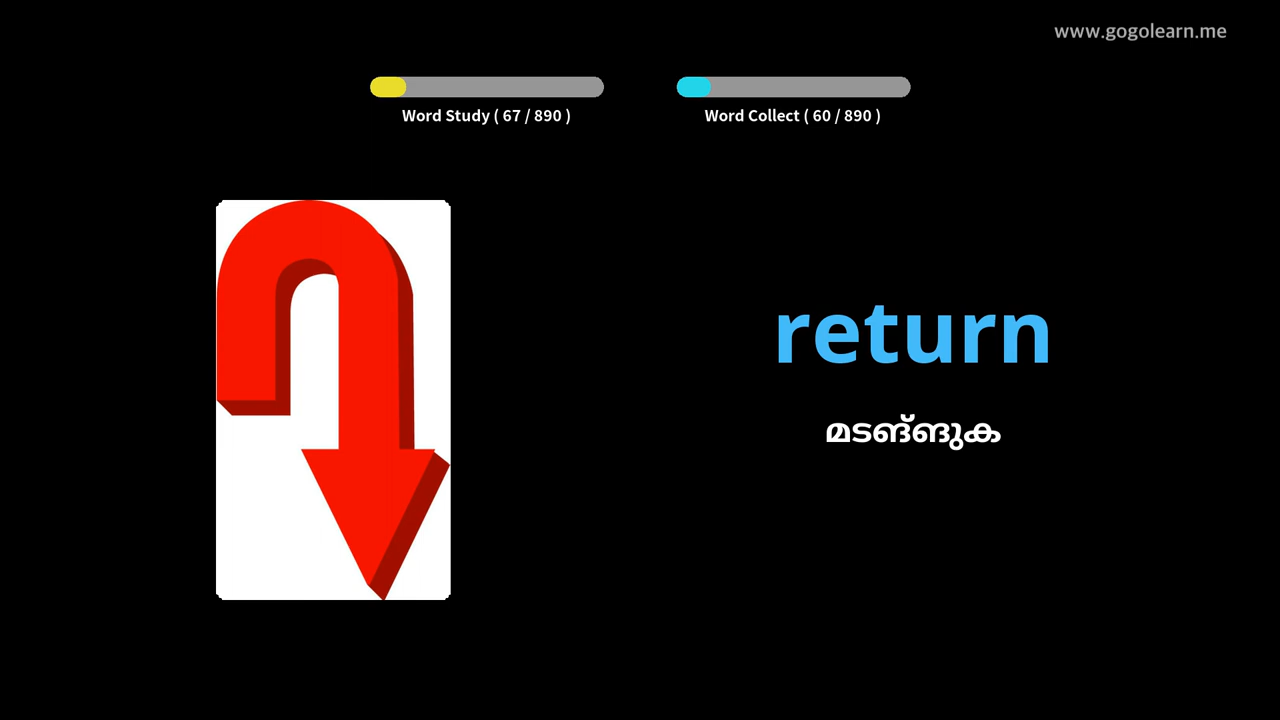 www.gogolearn.me
Word Study ( 67 / 890 )
Word Collect ( 60 / 890 )
return
മടങ്ങുക